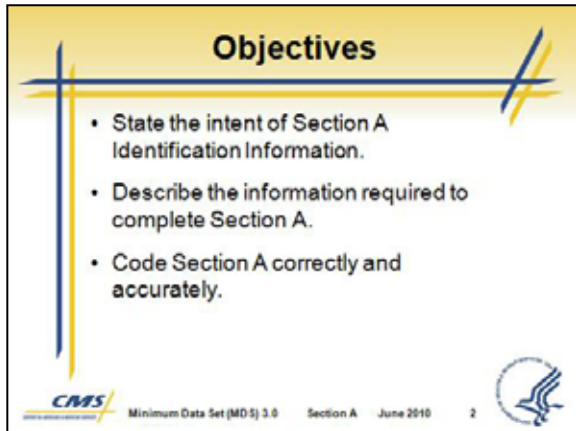 Objectives
• State the intent of Section A
Identification Information.
• Describe the information required to
complete Section A.
• Code Section A correctly and
accurately.
CMS
Minimum Data Set (MDS) 3.0 Section A June 2010 2